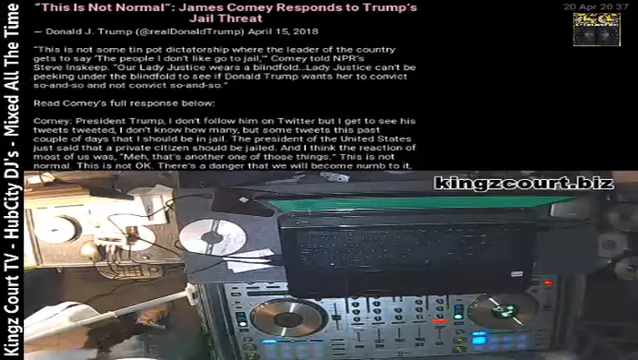 "This Is Not Normal": James Comey Responds to Trump's
Jail Threat
— Donald J. Trump (@realDonaldTrump) April 15, 2018
"This is not some tin pot dictatorship where the leader of the country
gets to say 'The people I don't like go to jail,'" Comey told NPR's
Steve Inskeep. "Our Lady Justice wears a blindfold...Lady Justice can't be
peeking under the blindfold to see if Donald Trump wants her to convict
so-and-so and not convict so-and-so."
Read Comey's full response below:
Comey: President Trump, I don't follow him on Twitter but I get to see his
tweets tweeted, I don't know how many, but some tweets this past
couple of days that I should be in jail. The president of the United States
just said that a private citizen should be jailed. And I think the reaction
of most of us was, "Meh, that's another one of those things." This is not
normal. This is not OK. There's a danger that we will become numb to it,
20 Apr 20 37
kingzcourt.biz
Kingz Court TV - HubCity DJ's - Mixed All The Time